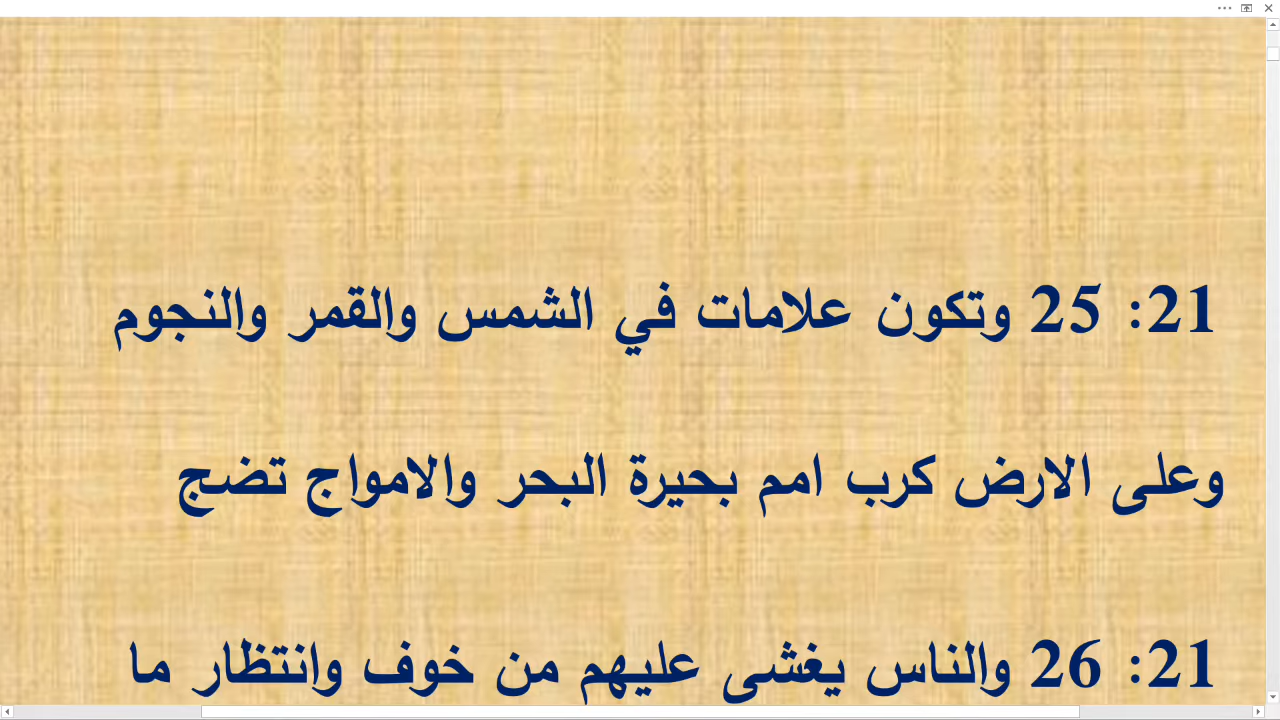 21: 25 وتكون علامات في الشمس والقمر والنجوم
وعلى الارض كرب امم بحيرة البحر والامواج تضج
21: 26 والناس يغشى عليهم من خوف وانتظار ما